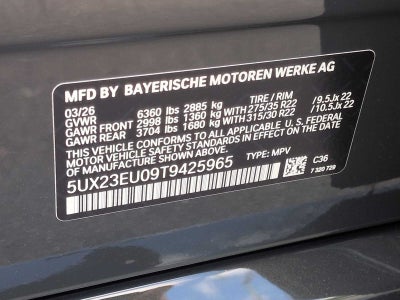 MFD BY BAYERISCHE MOTOREN WERKE AG
03/26
GVWR 6360 lbs 2885 kg TIRE / RIM
GAWR FRONT 2998 lbs 1360 kg WITH 275/35 R22 / 9.5Jx 22
GAWR REAR 3704 lbs 1680 kg WITH 315/30 R22 / 10.5Jx 22
THIS VEHICLE CONFORMS TO ALL APPLICABLE U. S. FEDERAL
MOTOR VEHICLE SAFETY STANDARDS IN EFFECT ON THE DATE OF
MANUFACTURE SHOWN ABOVE.
5UX23EU09T9425965 TYPE: MPV
C36
7 320 729